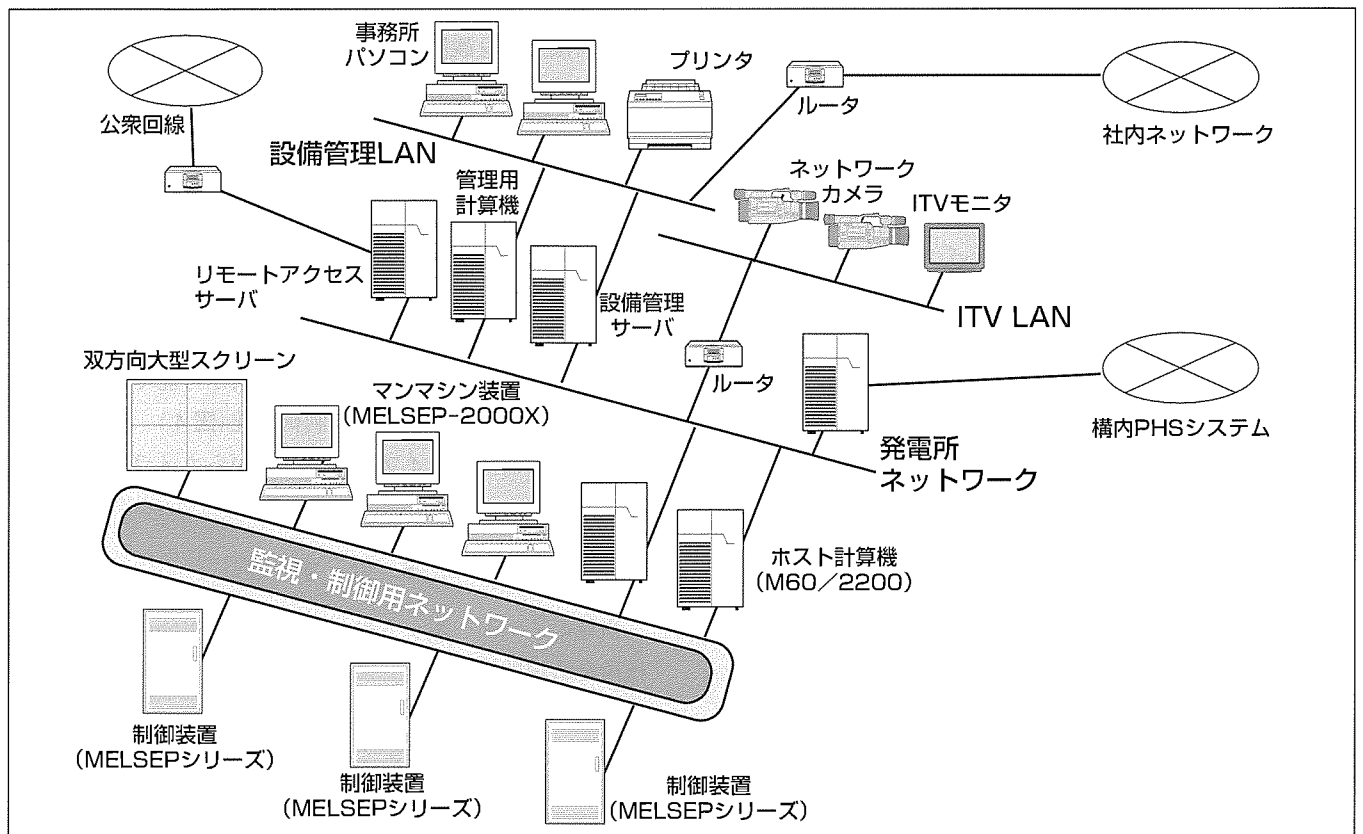 事務所
パソコン
プリンタ
ルータ
公衆回線
社内ネットワーク
設備管理LAN
管理用
計算機
ネットワーク
カメラ
ITVモニタ
リモートアクセス
サーバ
設備管理
サーバ
ITV LAN
双方向大型スクリーン
マンマシン装置
(MELSEP-2000X)
ルータ
構内PHSシステム
発電所
ネットワーク
ホスト計算機
(M60/2200)
監視・制御用ネットワーク
制御装置
(MELSEPシリーズ)
制御装置
(MELSEPシリーズ)
制御装置
(MELSEPシリーズ)